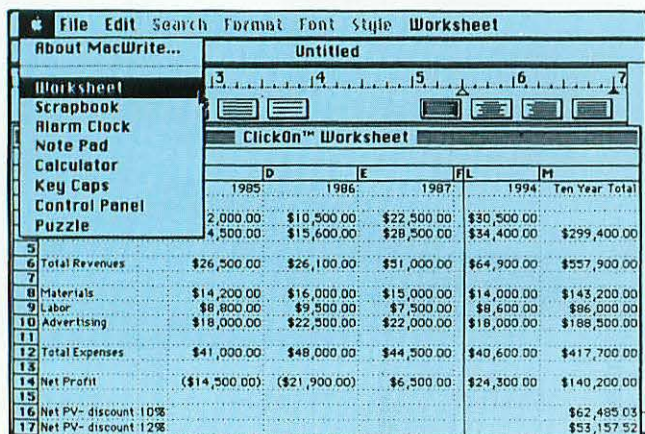 File Edit Search Format Font Style Worksheet
About MacWrite...
Untitled
Worksheet
Scrapbook
Alarm Clock
Note Pad
Calculator
Key Caps
Control Panel
Puzzle
3 4 5 6 7
ClickOn™ Worksheet
D E F L M
1985 1986 1987 1994 Ten Year Total
2,000.00 $10,500.00 $22,500.00 $30,500.00
4,500.00 $15,600.00 $28,500.00 $34,400.00 $299,400.00
5
6 Total Revenues $26,500.00 $26,100.00 $51,000.00 $64,900.00 $557,900.00
7
8 Materials $14,200.00 $16,000.00 $15,000.00 $14,000.00 $143,200.00
9 Labor $8,800.00 $9,500.00 $7,500.00 $8,600.00 $86,000.00
10 Advertising $18,000.00 $22,500.00 $22,000.00 $18,000.00 $188,500.00
11
12 Total Expenses $41,000.00 $48,000.00 $44,500.00 $40,600.00 $417,700.00
13
14 Net Profit ($14,500.00) ($21,900.00) $6,500.00 $24,300.00 $140,200.00
15
16 Net PV- discount 10% $62,485.03
17 Net PV- discount 12% $53,157.52